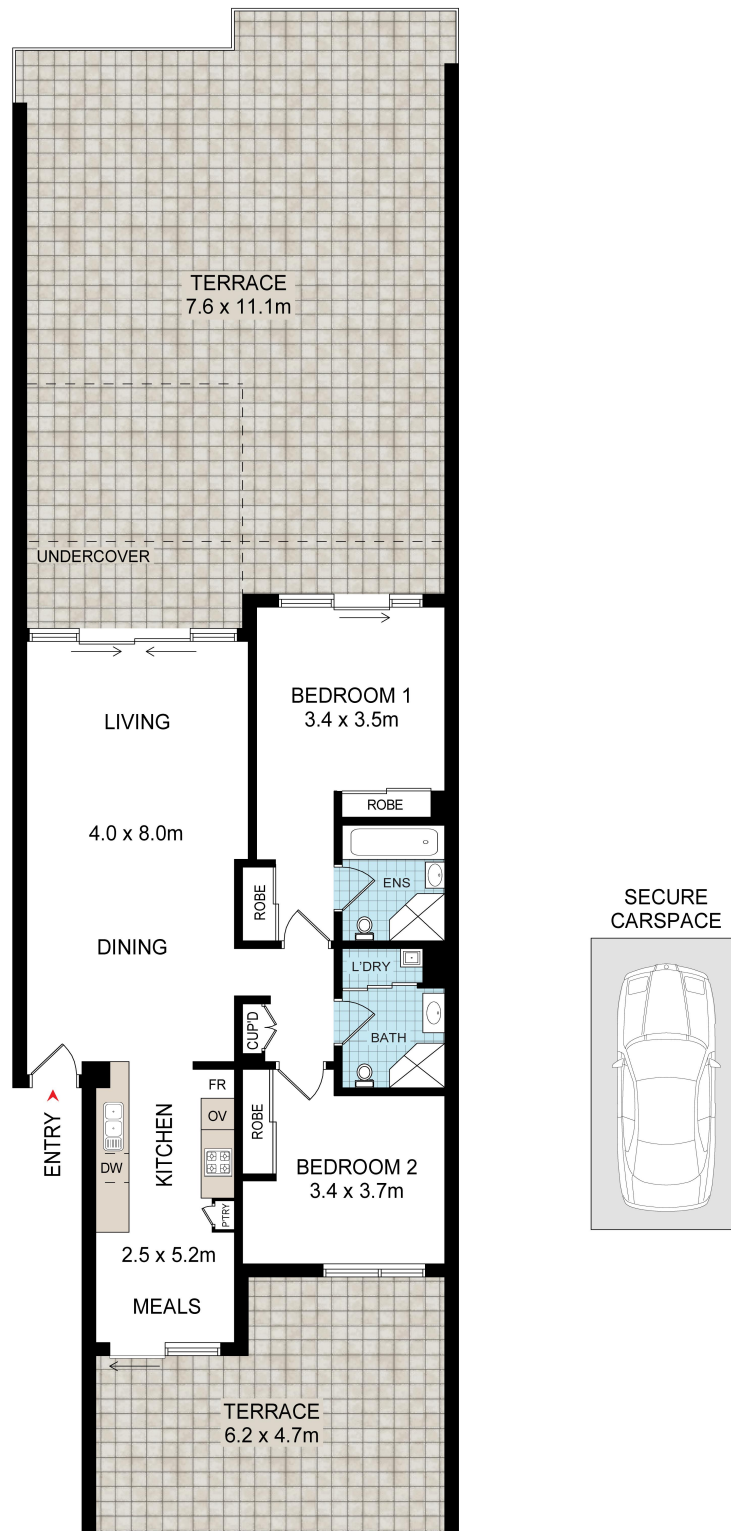 TERRACE
7.6 x 11.1m
UNDERCOVER
LIVING
BEDROOM 1
3.4 x 3.5m
4.0 x 8.0m
ROBE
ROBE
ENS
DINING
L'DRY
CUP'D
BATH
SECURE
CARSPACE
ENTRY
KITCHEN
FR
OV
DW
P'TRY
ROBE
BEDROOM 2
3.4 x 3.7m
2.5 x 5.2m
MEALS
TERRACE
6.2 x 4.7m